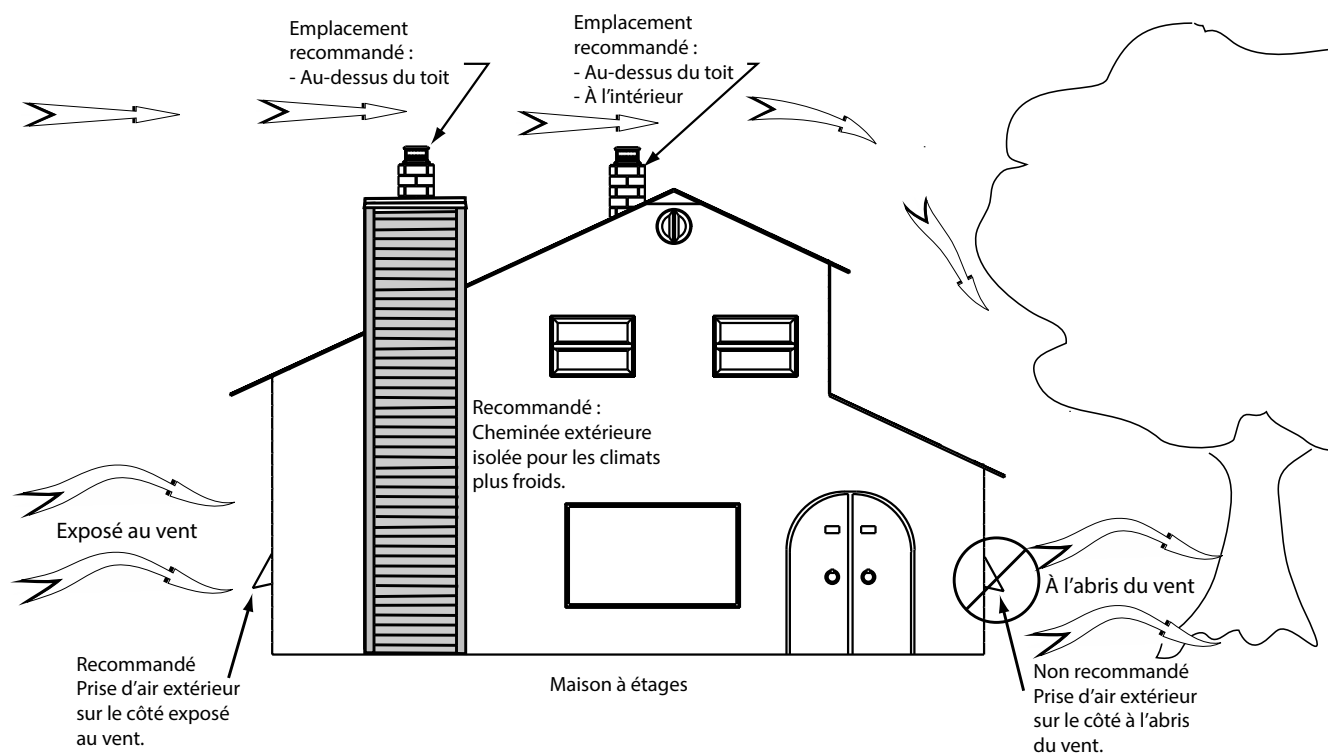 Emplacement
recommandé :
- Au-dessus du toit
Emplacement
recommandé :
- Au-dessus du toit
- À l’intérieur
Recommandé :
Cheminée extérieure
isolée pour les climats
plus froids.
Exposé au vent
À l’abris du vent
Recommandé
Prise d’air extérieur
sur le côté exposé
au vent.
Maison à étages
Non recommandé
Prise d’air extérieur
sur le côté à l’abris
du vent.